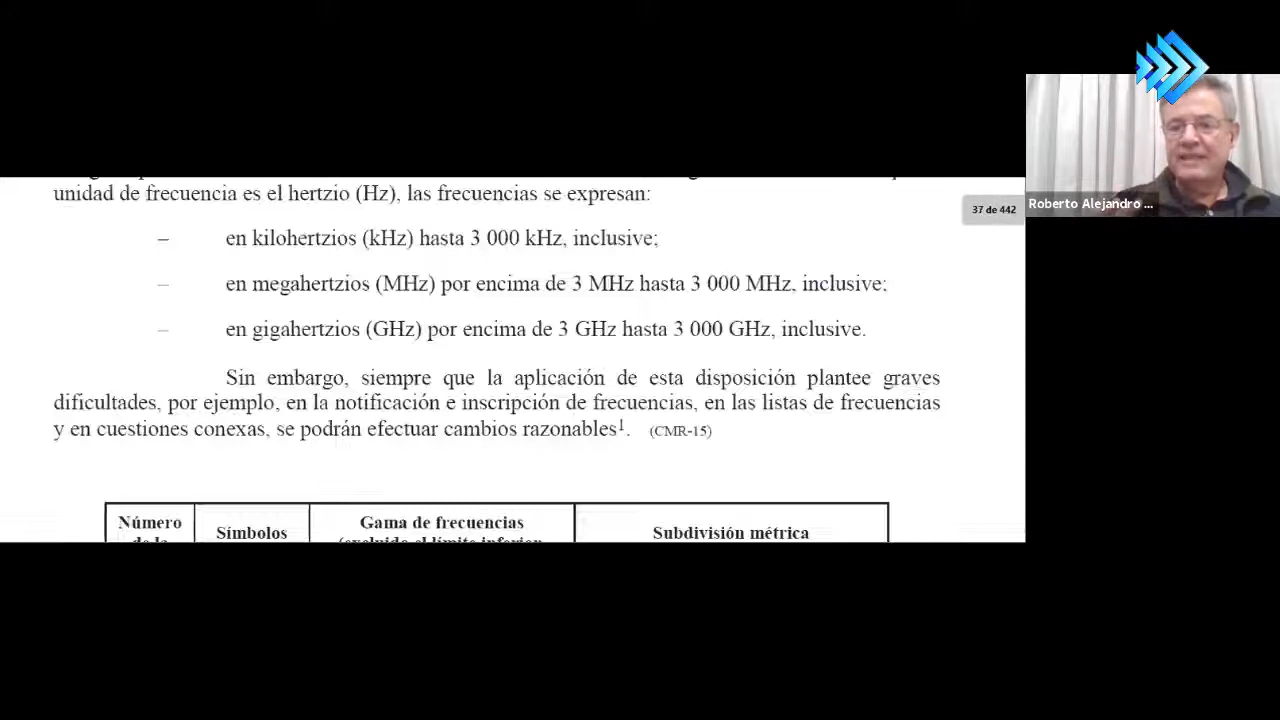 unidad de frecuencia es el hertzio (Hz), las frecuencias se expresan:
– en kilohertzios (kHz) hasta 3 000 kHz, inclusive;
– en megahertzios (MHz) por encima de 3 MHz hasta 3 000 MHz, inclusive;
– en gigahertzios (GHz) por encima de 3 GHz hasta 3 000 GHz, inclusive.
Sin embargo, siempre que la aplicación de esta disposición plantee graves
dificultades, por ejemplo, en la notificación e inscripción de frecuencias, en las listas de frecuencias
y en cuestiones conexas, se podrán efectuar cambios razonables¹. (CMR-15)
Número
Símbolos
Gama de frecuencias
Subdivisión métrica
37 de 442
Roberto Alejandro ...